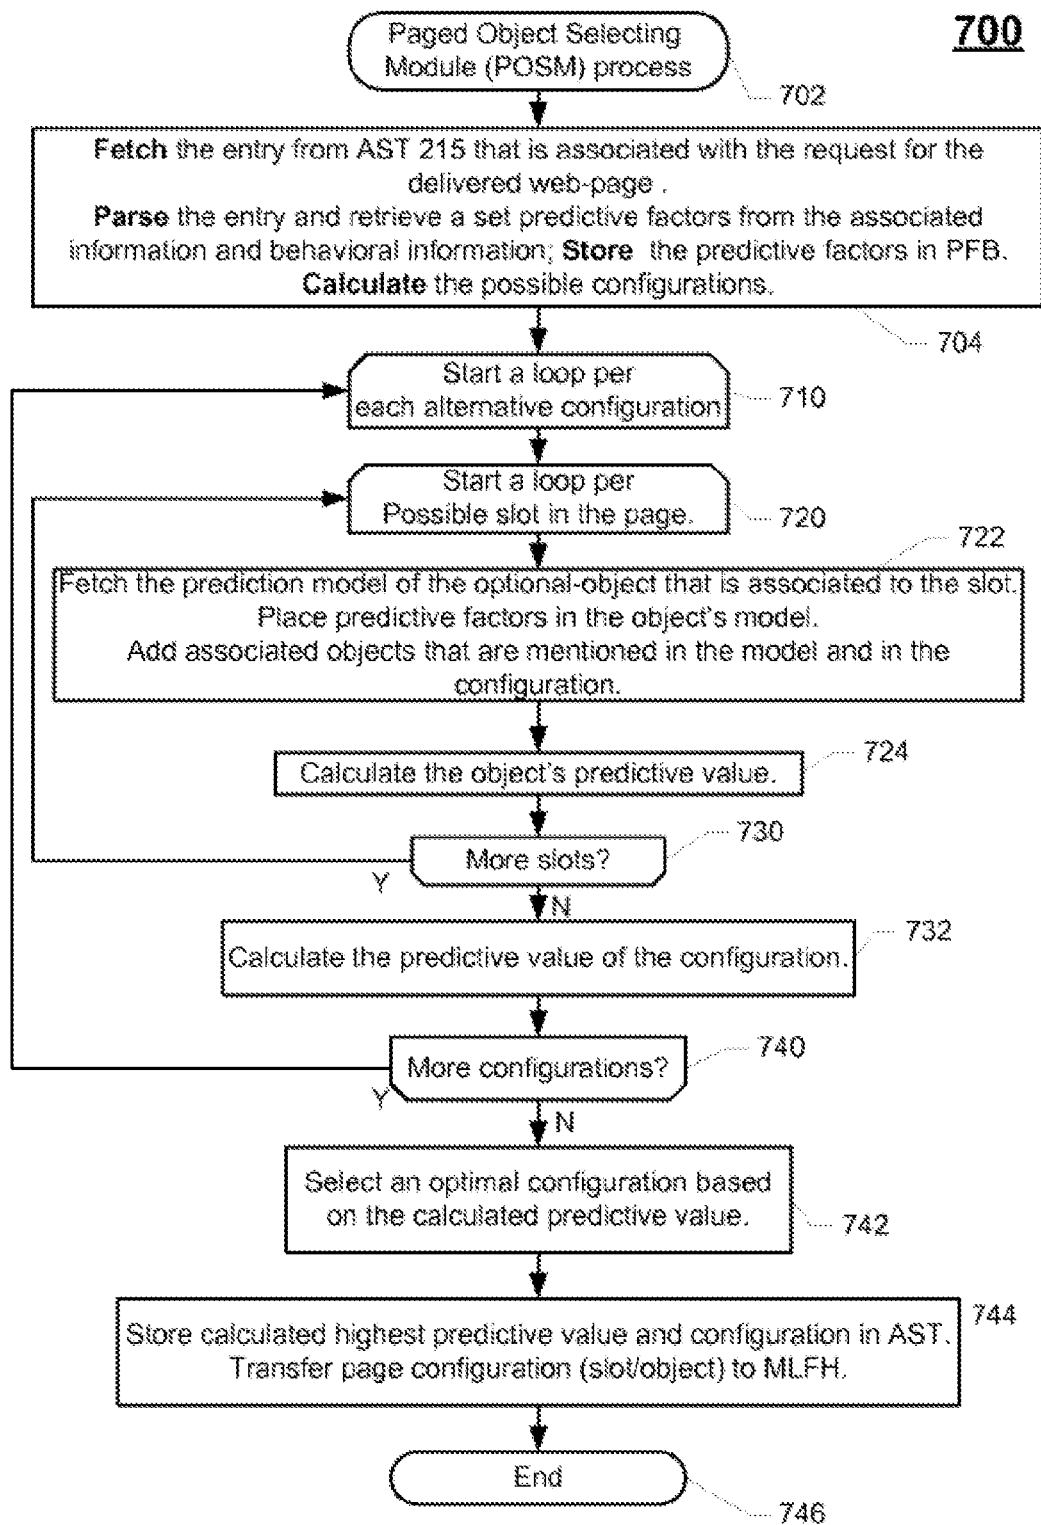 700
Paged Object Selecting
Module (POSM) process
702
Fetch the entry from AST 215 that is associated with the request for the
delivered web-page .
Parse the entry and retrieve a set predictive factors from the associated
information and behavioral information; Store the predictive factors in PFB.
Calculate the possible configurations.
704
Start a loop per
each alternative configuration
710
Start a loop per
Possible slot in the page.
720
722
Fetch the prediction model of the optional-object that is associated to the slot.
Place predictive factors in the object's model.
Add associated objects that are mentioned in the model and in the
configuration.
724
Calculate the object's predictive value.
730
More slots?
Y
N
732
Calculate the predictive value of the configuration.
740
More configurations?
Y
N
Select an optimal configuration based
on the calculated predictive value.
742
744
Store calculated highest predictive value and configuration in AST.
Transfer page configuration (slot/object) to MLFH.
End
746